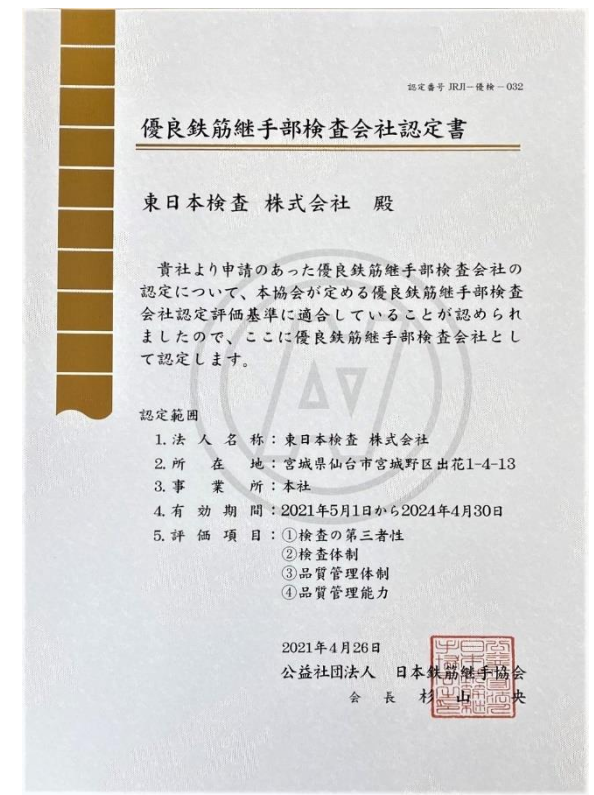 認定番号 JRJI－優検－032
優良鉄筋継手部検査会社認定書
東日本検査 株式会社 殿
貴社より申請のあった優良鉄筋継手部検査会社の
認定について、本協会が定める優良鉄筋継手部検査
会社認定評価基準に適合していることが認められ
ましたので、ここに優良鉄筋継手部検査会社とし
て認定します。
認定範囲
1. 法人名称：東日本検査 株式会社
2. 所在地：宮城県仙台市宮城野区出花1-4-13
3. 事業所：本社
4. 有効期間：2021年5月1日から2024年4月30日
5. 評価項目：①検査の第三者性
②検査体制
③品質管理体制
④品質管理能力
2021年4月26日
公益社団法人 日本鉄筋継手協会
会長 杉山 央